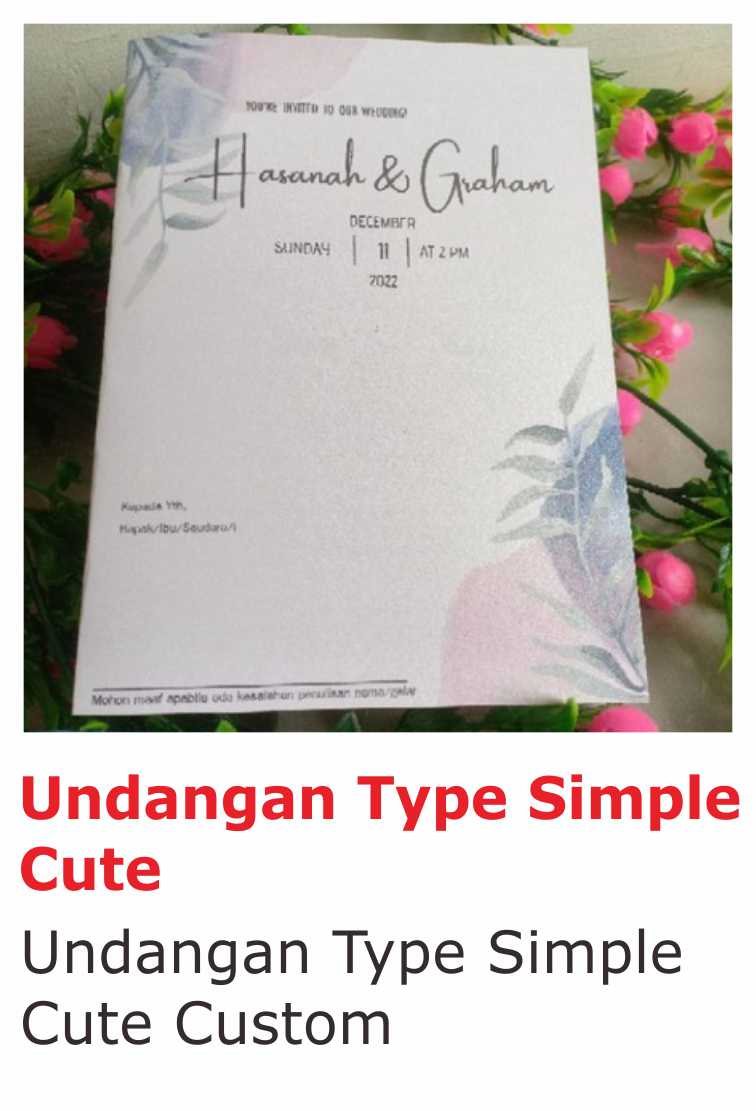 YOU'RE INVITED TO OUR WEDDING!
Hasanah & Graham
DECEMBER
SUNDAY | 11 | AT 2 PM
2022
Kepada Yth,
Bapak/Ibu/Saudara/i
Mohon maaf apabila ada kesalahan penulisan nama/gelar
Undangan Type Simple
Cute
Undangan Type Simple
Cute Custom